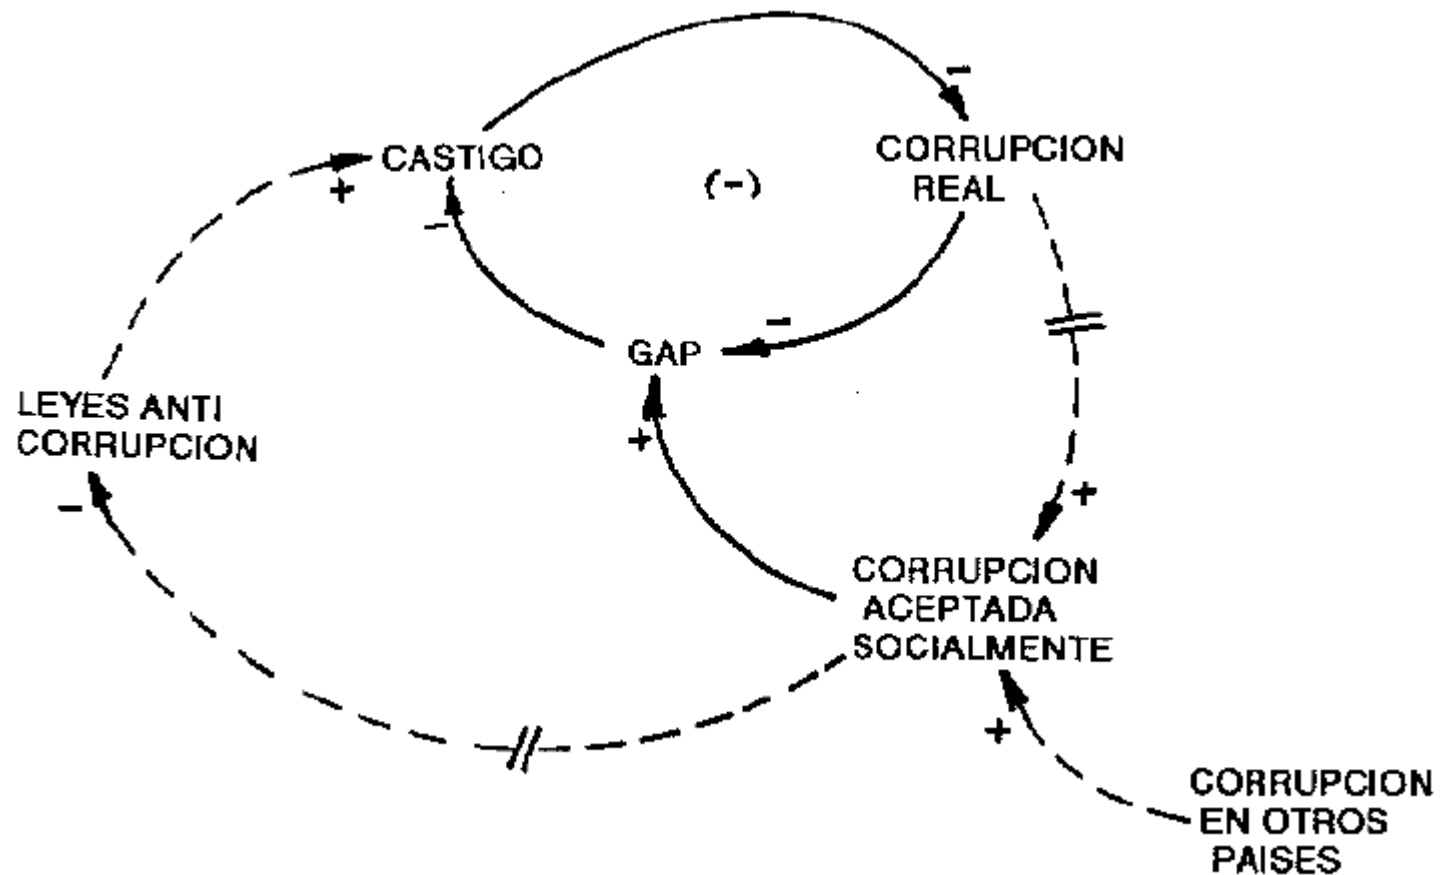 -
CASTIGO
+
(-)
CORRUPCION
REAL
-
-
GAP
LEYES ANTI
CORRUPCION
+
-
+
CORRUPCION
ACEPTADA
SOCIALMENTE
+
CORRUPCION
EN OTROS
PAISES